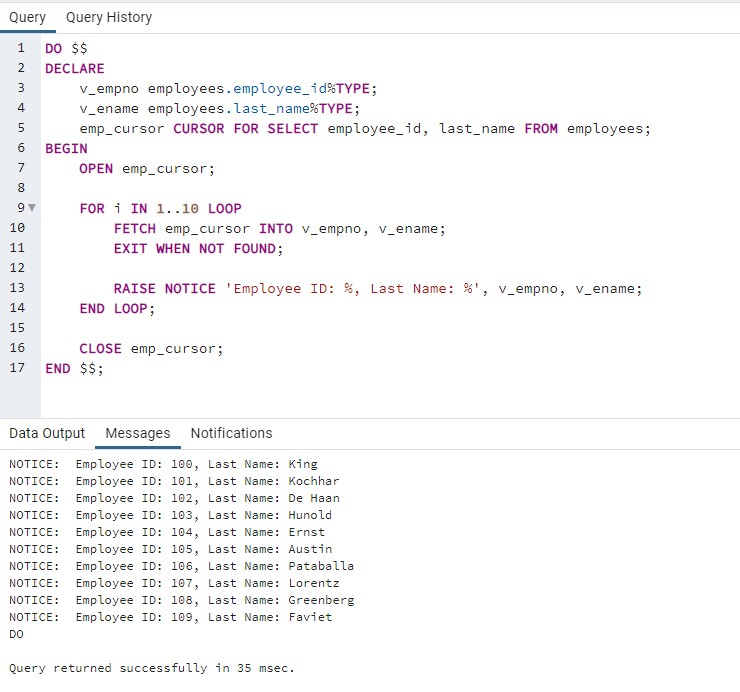 Query Query History
1 DO $$
2 DECLARE
3 v_empno employees.employee_id%TYPE;
4 v_ename employees.last_name%TYPE;
5 emp_cursor CURSOR FOR SELECT employee_id, last_name FROM employees;
6 BEGIN
7 OPEN emp_cursor;
8
9 FOR i IN 1..10 LOOP
10 FETCH emp_cursor INTO v_empno, v_ename;
11 EXIT WHEN NOT FOUND;
12
13 RAISE NOTICE 'Employee ID: %, Last Name: %', v_empno, v_ename;
14 END LOOP;
15
16 CLOSE emp_cursor;
17 END $$;
Data Output Messages Notifications
NOTICE: Employee ID: 100, Last Name: King
NOTICE: Employee ID: 101, Last Name: Kochhar
NOTICE: Employee ID: 102, Last Name: De Haan
NOTICE: Employee ID: 103, Last Name: Hunold
NOTICE: Employee ID: 104, Last Name: Ernst
NOTICE: Employee ID: 105, Last Name: Austin
NOTICE: Employee ID: 106, Last Name: Pataballa
NOTICE: Employee ID: 107, Last Name: Lorentz
NOTICE: Employee ID: 108, Last Name: Greenberg
NOTICE: Employee ID: 109, Last Name: Faviet
DO
Query returned successfully in 35 msec.